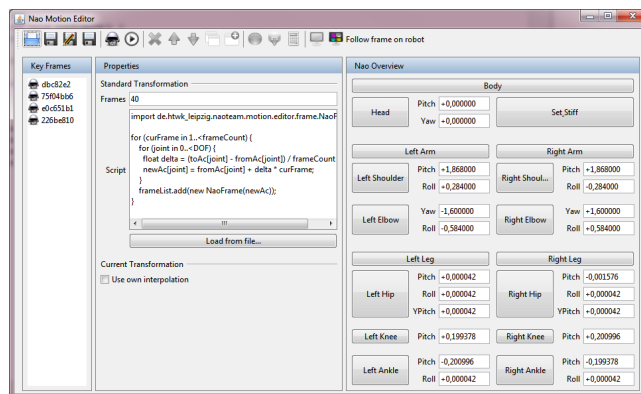 Nao Motion Editor
Follow frame on robot
Key Frames
dbc82e2
75f04bb6
e0c651b1
226be810
Properties
Standard Transformation
Frames 40
Script
import de.htwk_leipzig.naoteam.motion.editor.frame.NaoF
for (curFrame in 1..<frameCount) {
for (joint in 0..<DOF) {
float delta = (toAc[joint] - fromAc[joint]) / frameCount
newAc[joint] = fromAc[joint] + delta * curFrame;
}
frameList.add(new NaoFrame(newAc));
}
Load from file...
Current Transformation
Use own interpolation
Nao Overview
Body
Head Pitch +0,000000 Set Stiff
Yaw +0,000000
Left Arm Right Arm
Left Shoulder Pitch +1,868000 Right Shoul... Pitch +1,868000
Roll +0,284000 Roll -0,284000
Left Elbow Yaw -1,600000 Right Elbow Yaw +1,600000
Roll -0,584000 Roll +0,584000
Left Leg Right Leg
Left Hip Pitch +0,000042 Right Hip Pitch -0,001576
Roll +0,000042 Roll +0,000042
YPitch +0,000042 YPitch +0,000042
Left Knee Pitch +0,199378 Right Knee Pitch +0,200996
Left Ankle Pitch -0,200996 Right Ankle Pitch -0,199378
Roll +0,000042 Roll +0,000042